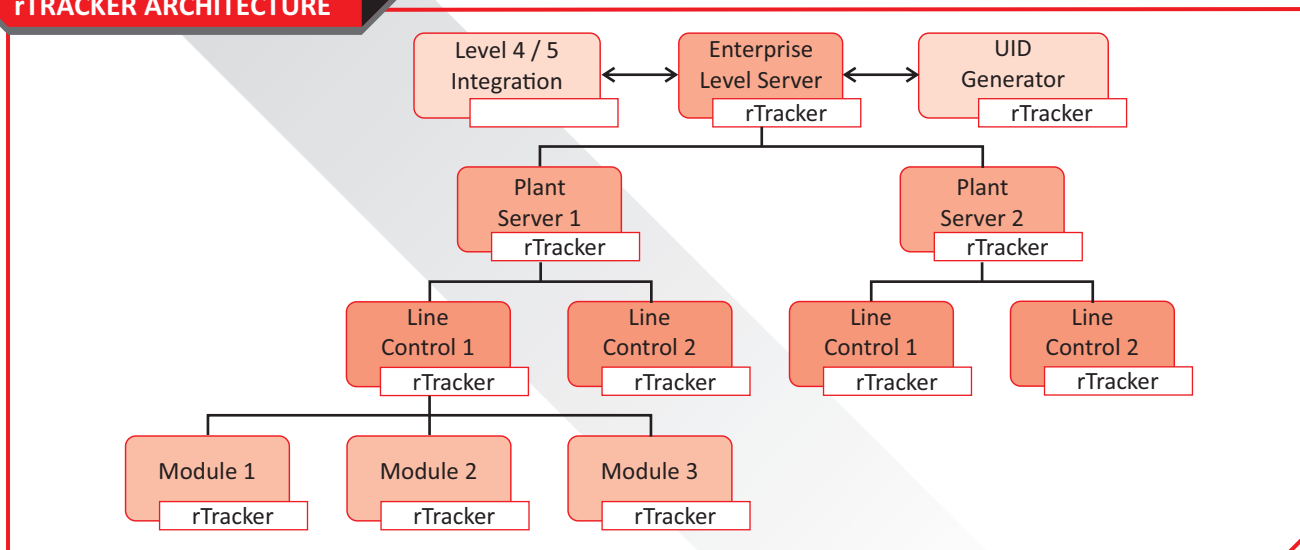 rTRACKER ARCHITECTURE
Level 4 / 5
Integration
Enterprise
Level Server
rTracker
UID
Generator
rTracker
Plant
Server 1
rTracker
Plant
Server 2
rTracker
Line
Control 1
rTracker
Line
Control 2
rTracker
Line
Control 1
rTracker
Line
Control 2
rTracker
Module 1
rTracker
Module 2
rTracker
Module 3
rTracker